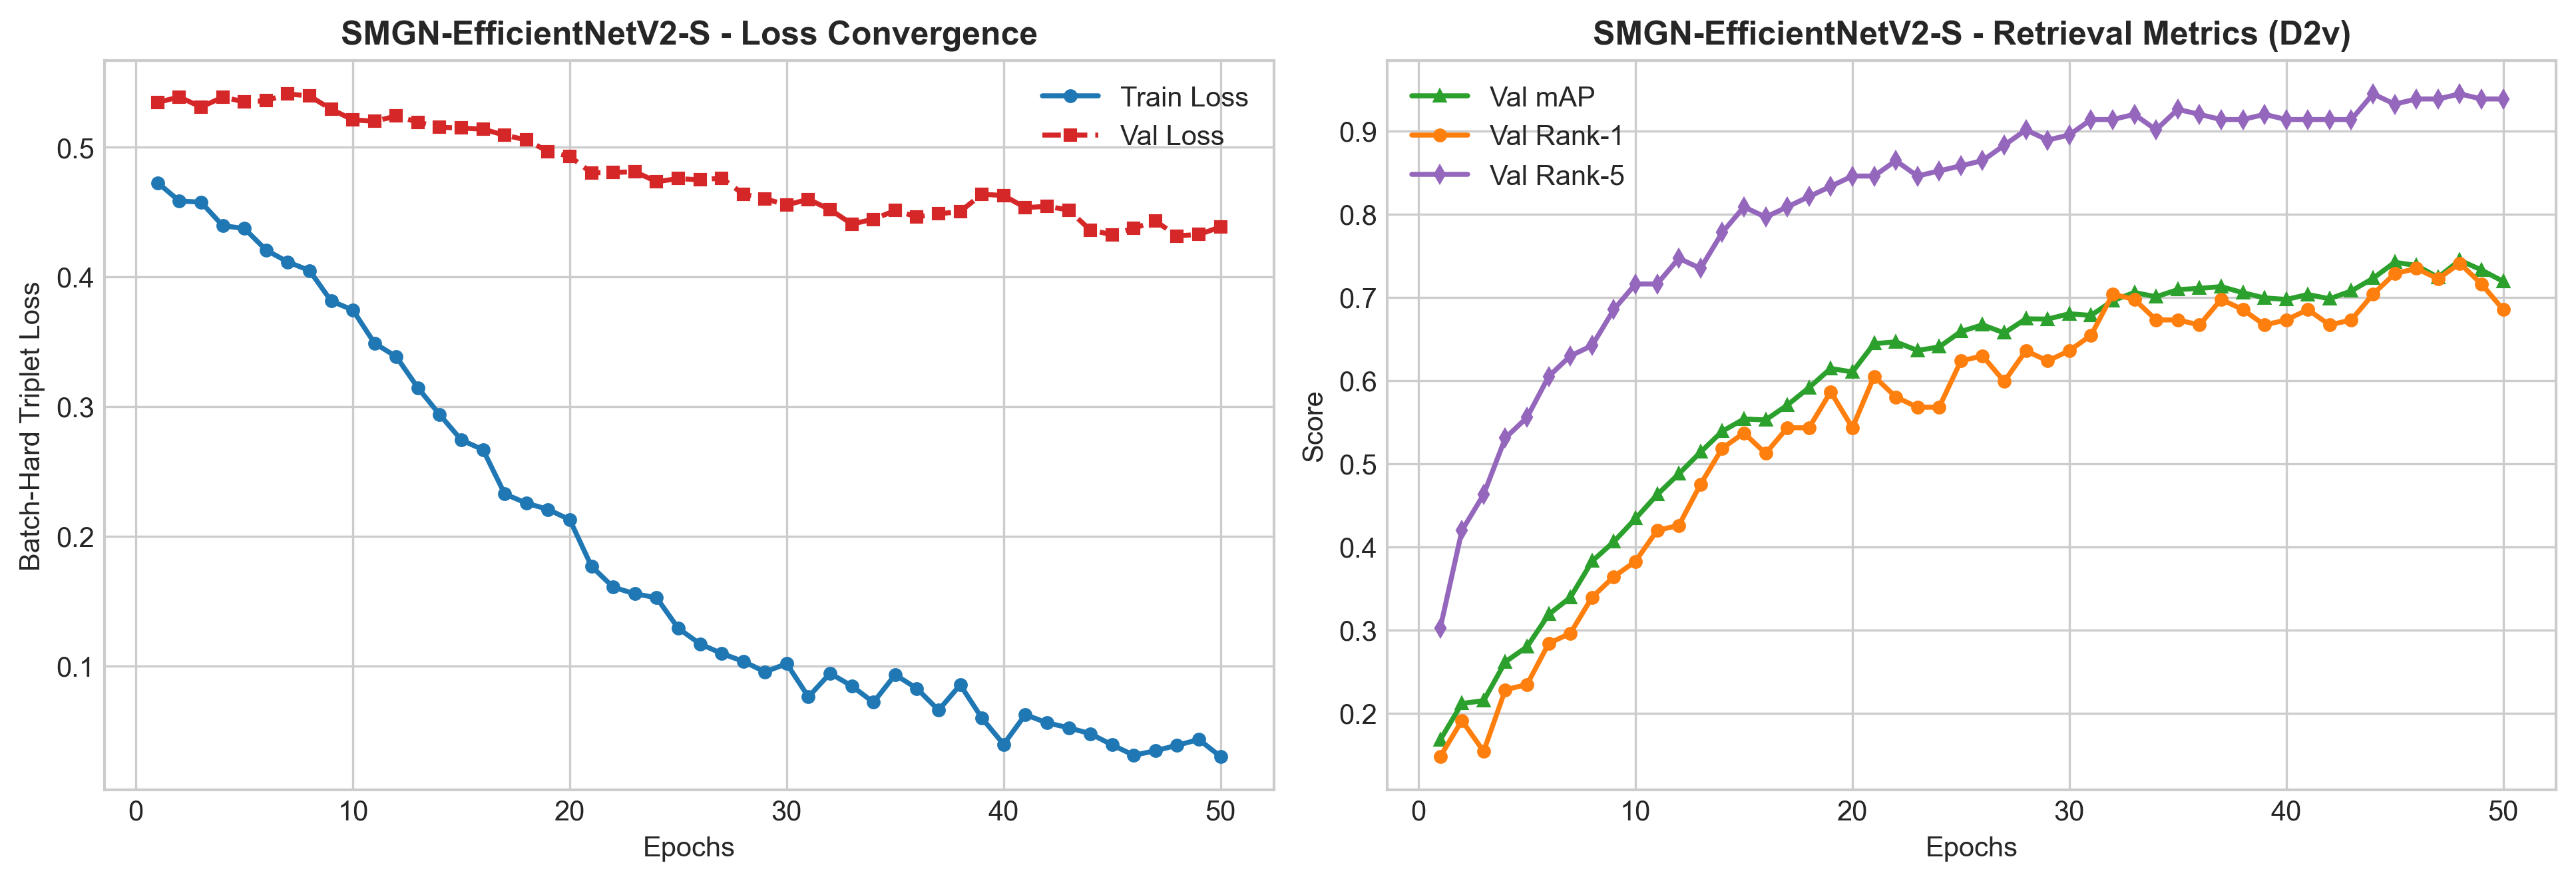 SMGN-EfficientNetV2-S - Loss Convergence
Train Loss
Val Loss
0.5
0.4
0.3
0.2
0.1
Batch-Hard Triplet Loss
0 10 20 30 40 50
Epochs
SMGN-EfficientNetV2-S - Retrieval Metrics (D2v)
Val mAP
Val Rank-1
Val Rank-5
0.9
0.8
0.7
0.6
0.5
0.4
0.3
0.2
Score
0 10 20 30 40 50
Epochs